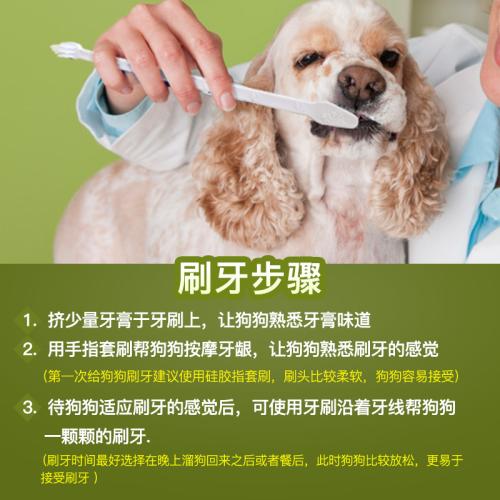 刷牙步骤
1. 挤少量牙膏于牙刷上，让狗狗熟悉牙膏味道
2. 用手指套刷帮狗狗按摩牙龈，让狗狗熟悉刷牙的感觉
（第一次给狗狗刷牙建议使用硅胶指套刷，刷头比较柔软，狗狗容易接受）
3. 待狗狗适应刷牙的感觉后，可使用牙刷沿着牙线帮狗狗
一颗颗的刷牙.
(刷牙时间最好选择在晚上溜狗回来之后或者餐后，此时狗狗比较放松，更易于
接受刷牙 ）